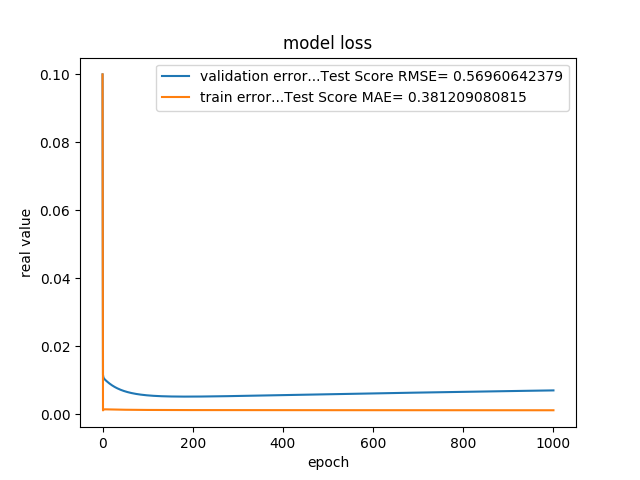 model loss
validation error...Test Score RMSE= 0.56960642379
train error...Test Score MAE= 0.381209080815
real value
0.10
0.08
0.06
0.04
0.02
0.00
0 200 400 600 800 1000
epoch